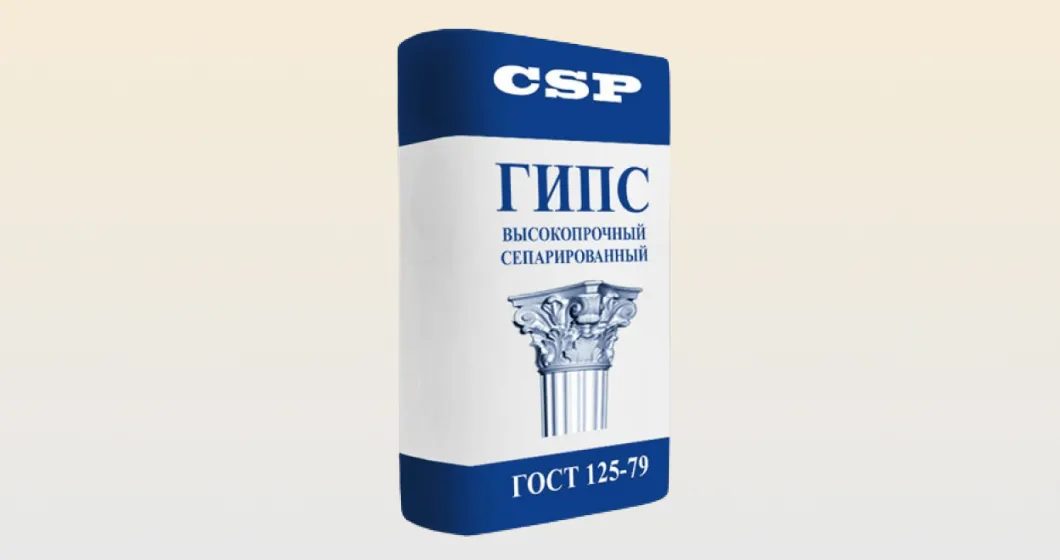 CSP
ГИПС
ВЫСОКОПРОЧНЫЙ
СЕПАРИРОВАННЫЙ
ГОСТ 125-79